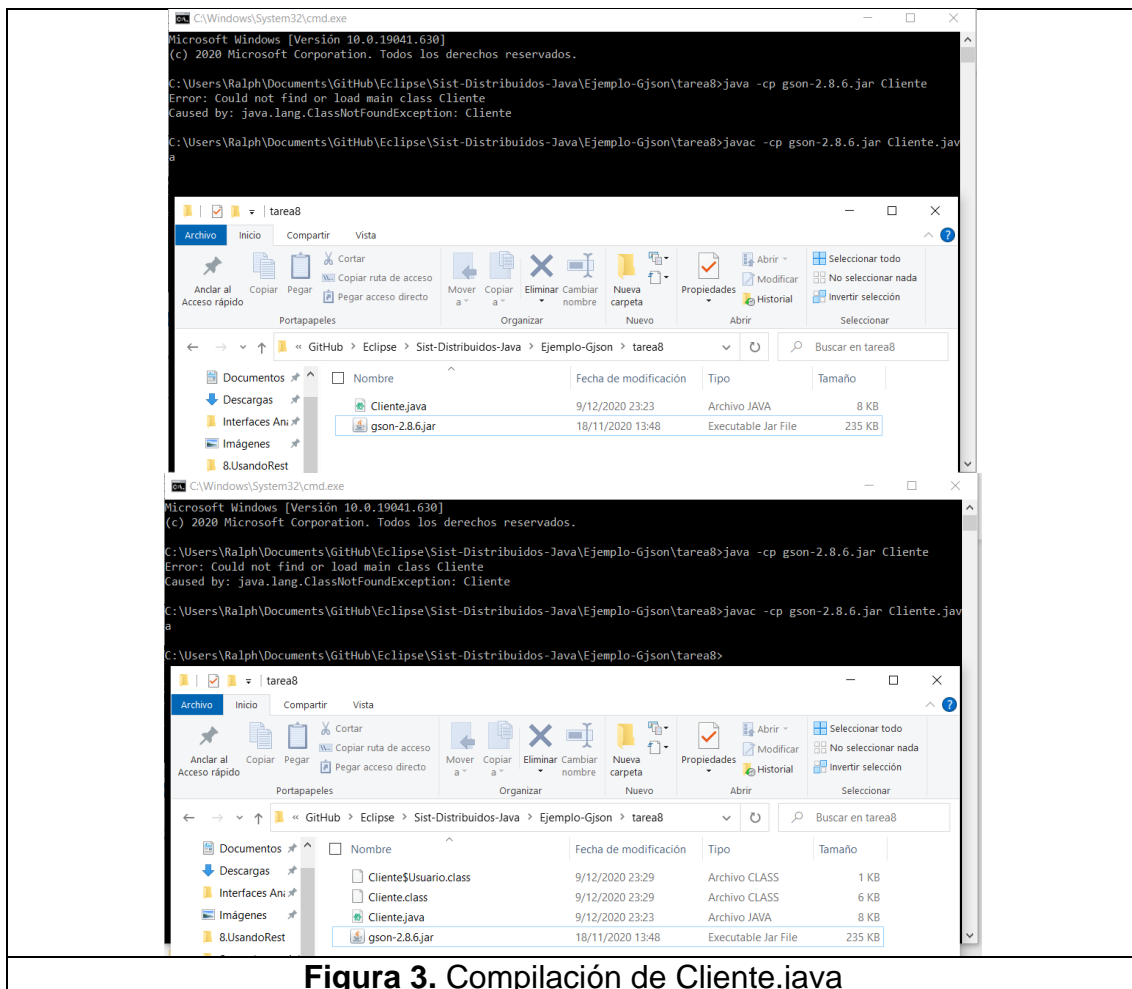 C:\Windows\System32\cmd.exe
Microsoft Windows [Versión 10.0.19041.630]
(c) 2020 Microsoft Corporation. Todos los derechos reservados.
C:\Users\Ralph\Documents\GitHub\Eclipse\Sist-Distribuidos-Java\Ejemplo-Gjson\tarea8>java -cp gson-2.8.6.jar Cliente
Error: Could not find or load main class Cliente
Caused by: java.lang.ClassNotFoundException: Cliente
C:\Users\Ralph\Documents\GitHub\Eclipse\Sist-Distribuidos-Java\Ejemplo-Gjson\tarea8>javac -cp gson-2.8.6.jar Cliente.jav
a
tarea8
Archivo Inicio Compartir Vista
Anclar al Acceso rápido
Copiar
Pegar
Cortar
Copiar ruta de acceso
Pegar acceso directo
Mover a
Copiar a
Eliminar
Cambiar nombre
Nueva carpeta
Propiedades
Abrir
Modificar
Historial
Seleccionar todo
No seleccionar nada
Invertir selección
Portapapeles Organizar Nuevo Abrir Seleccionar
« GitHub > Eclipse > Sist-Distribuidos-Java > Ejemplo-Gjson > tarea8 Buscar en tarea8
Documentos Nombre Fecha de modificación Tipo Tamaño
Descargas Cliente.java 9/12/2020 23:23 Archivo JAVA 8 KB
Interfaces Ana gson-2.8.6.jar 18/11/2020 13:48 Executable Jar File 235 KB
Imágenes
8.UsandoRest
C:\Windows\System32\cmd.exe
Microsoft Windows [Versión 10.0.19041.630]
(c) 2020 Microsoft Corporation. Todos los derechos reservados.
C:\Users\Ralph\Documents\GitHub\Eclipse\Sist-Distribuidos-Java\Ejemplo-Gjson\tarea8>java -cp gson-2.8.6.jar Cliente
Error: Could not find or load main class Cliente
Caused by: java.lang.ClassNotFoundException: Cliente
C:\Users\Ralph\Documents\GitHub\Eclipse\Sist-Distribuidos-Java\Ejemplo-Gjson\tarea8>javac -cp gson-2.8.6.jar Cliente.jav
a
C:\Users\Ralph\Documents\GitHub\Eclipse\Sist-Distribuidos-Java\Ejemplo-Gjson\tarea8>
tarea8
Archivo Inicio Compartir Vista
Anclar al Acceso rápido
Copiar
Pegar
Cortar
Copiar ruta de acceso
Pegar acceso directo
Mover a
Copiar a
Eliminar
Cambiar nombre
Nueva carpeta
Propiedades
Abrir
Modificar
Historial
Seleccionar todo
No seleccionar nada
Invertir selección
Portapapeles Organizar Nuevo Abrir Seleccionar
« GitHub > Eclipse > Sist-Distribuidos-Java > Ejemplo-Gjson > tarea8 Buscar en tarea8
Documentos Nombre Fecha de modificación Tipo Tamaño
Descargas Cliente$Usuario.class 9/12/2020 23:29 Archivo CLASS 1 KB
Interfaces Ana Cliente.class 9/12/2020 23:29 Archivo CLASS 6 KB
Imágenes Cliente.java 9/12/2020 23:23 Archivo JAVA 8 KB
8.UsandoRest gson-2.8.6.jar 18/11/2020 13:48 Executable Jar File 235 KB
Figura 3. Compilación de Cliente.java